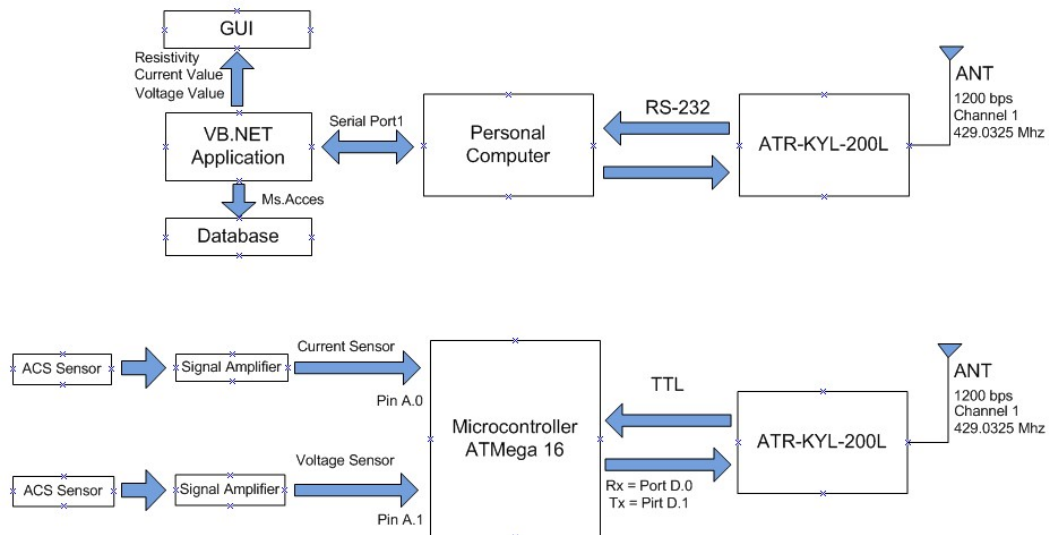 GUI
Resistivity
Current Value
Voltage Value
VB.NET
Application
Serial Port1
Personal
Computer
RS-232
ATR-KYL-200L
ANT
1200 bps
Channel 1
429.0325 Mhz
Ms.Acces
Database
ACS Sensor
Signal Amplifier
Current Sensor
Pin A.0
ACS Sensor
Signal Amplifier
Voltage Sensor
Pin A.1
Microcontroller
ATMega 16
TTL
Rx = Port D.0
Tx = Pirt D.1
ATR-KYL-200L
ANT
1200 bps
Channel 1
429.0325 Mhz